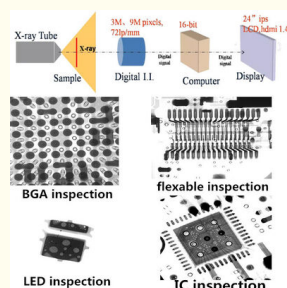 3M、9M pixels,
72lp/mm
16-bit
24" ips
LCD,hdmi 1.4
X-ray Tube
X-ray
Sample
Digital I.I.
Digital
signal
Computer
Digital
signal
Display
BGA inspection
flexable inspection
LED inspection
IC inspection